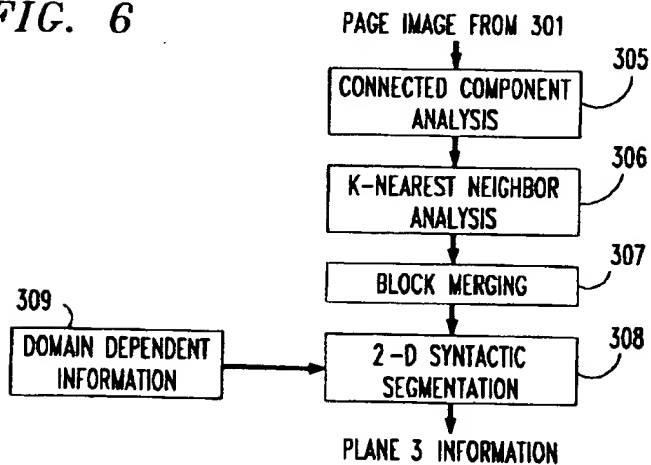 FIG. 6
PAGE IMAGE FROM 301
305
CONNECTED COMPONENT
ANALYSIS
306
K-NEAREST NEIGHBOR
ANALYSIS
307
BLOCK MERGING
309
308
DOMAIN DEPENDENT
INFORMATION
2-D SYNTACTIC
SEGMENTATION
PLANE 3 INFORMATION